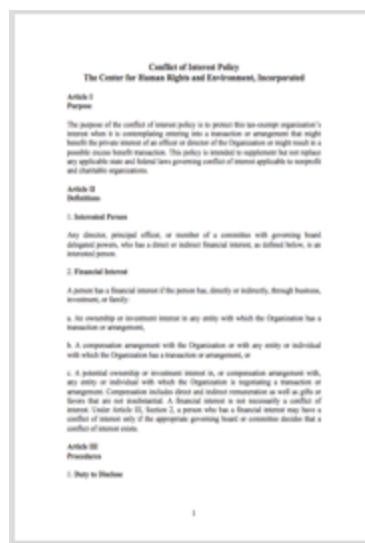 Conflict of Interest Policy
The Center for Human Rights and Environment, Incorporated
Article I
Purpose
The purpose of the conflict of interest policy is to protect this tax-exempt organization's
interest when it is contemplating entering into a transaction or arrangement that might
benefit the private interest of an officer or director of the Organization or might result in a
possible excess benefit transaction. This policy is intended to supplement but not replace
any applicable state and federal laws governing conflict of interest applicable to nonprofit
and charitable organizations.
Article II
Definitions
1. Interested Person
Any director, principal officer, or member of a committee with governing board
delegated powers, who has a direct or indirect financial interest, as defined below, is an
interested person.
2. Financial Interest
A person has a financial interest if the person has, directly or indirectly, through business,
investment, or family:
a. An ownership or investment interest in any entity with which the Organization has a
transaction or arrangement,
b. A compensation arrangement with the Organization or with any entity or individual
with which the Organization has a transaction or arrangement, or
c. A potential ownership or investment interest in, or compensation arrangement with,
any entity or individual with which the Organization is negotiating a transaction or
arrangement. Compensation includes direct and indirect remuneration as well as gifts or
favors that are not insubstantial. A financial interest is not necessarily a conflict of
interest. Under Article III, Section 2, a person who has a financial interest may have a
conflict of interest only if the appropriate governing board or committee decides that a
conflict of interest exists.
Article III
Procedures
1. Duty to Disclose
1